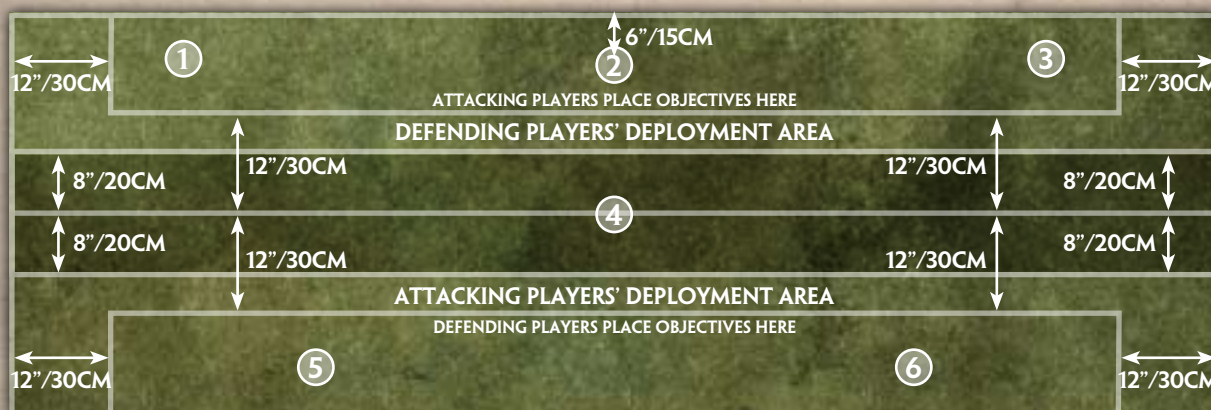 6”/15CM
1
2
3
12”/30CM
12”/30CM
ATTACKING PLAYERS PLACE OBJECTIVES HERE
DEFENDING PLAYERS’ DEPLOYMENT AREA
12”/30CM
12”/30CM
8”/20CM
8”/20CM
4
8”/20CM
8”/20CM
12”/30CM
12”/30CM
ATTACKING PLAYERS’ DEPLOYMENT AREA
DEFENDING PLAYERS PLACE OBJECTIVES HERE
5
6
12”/30CM
12”/30CM